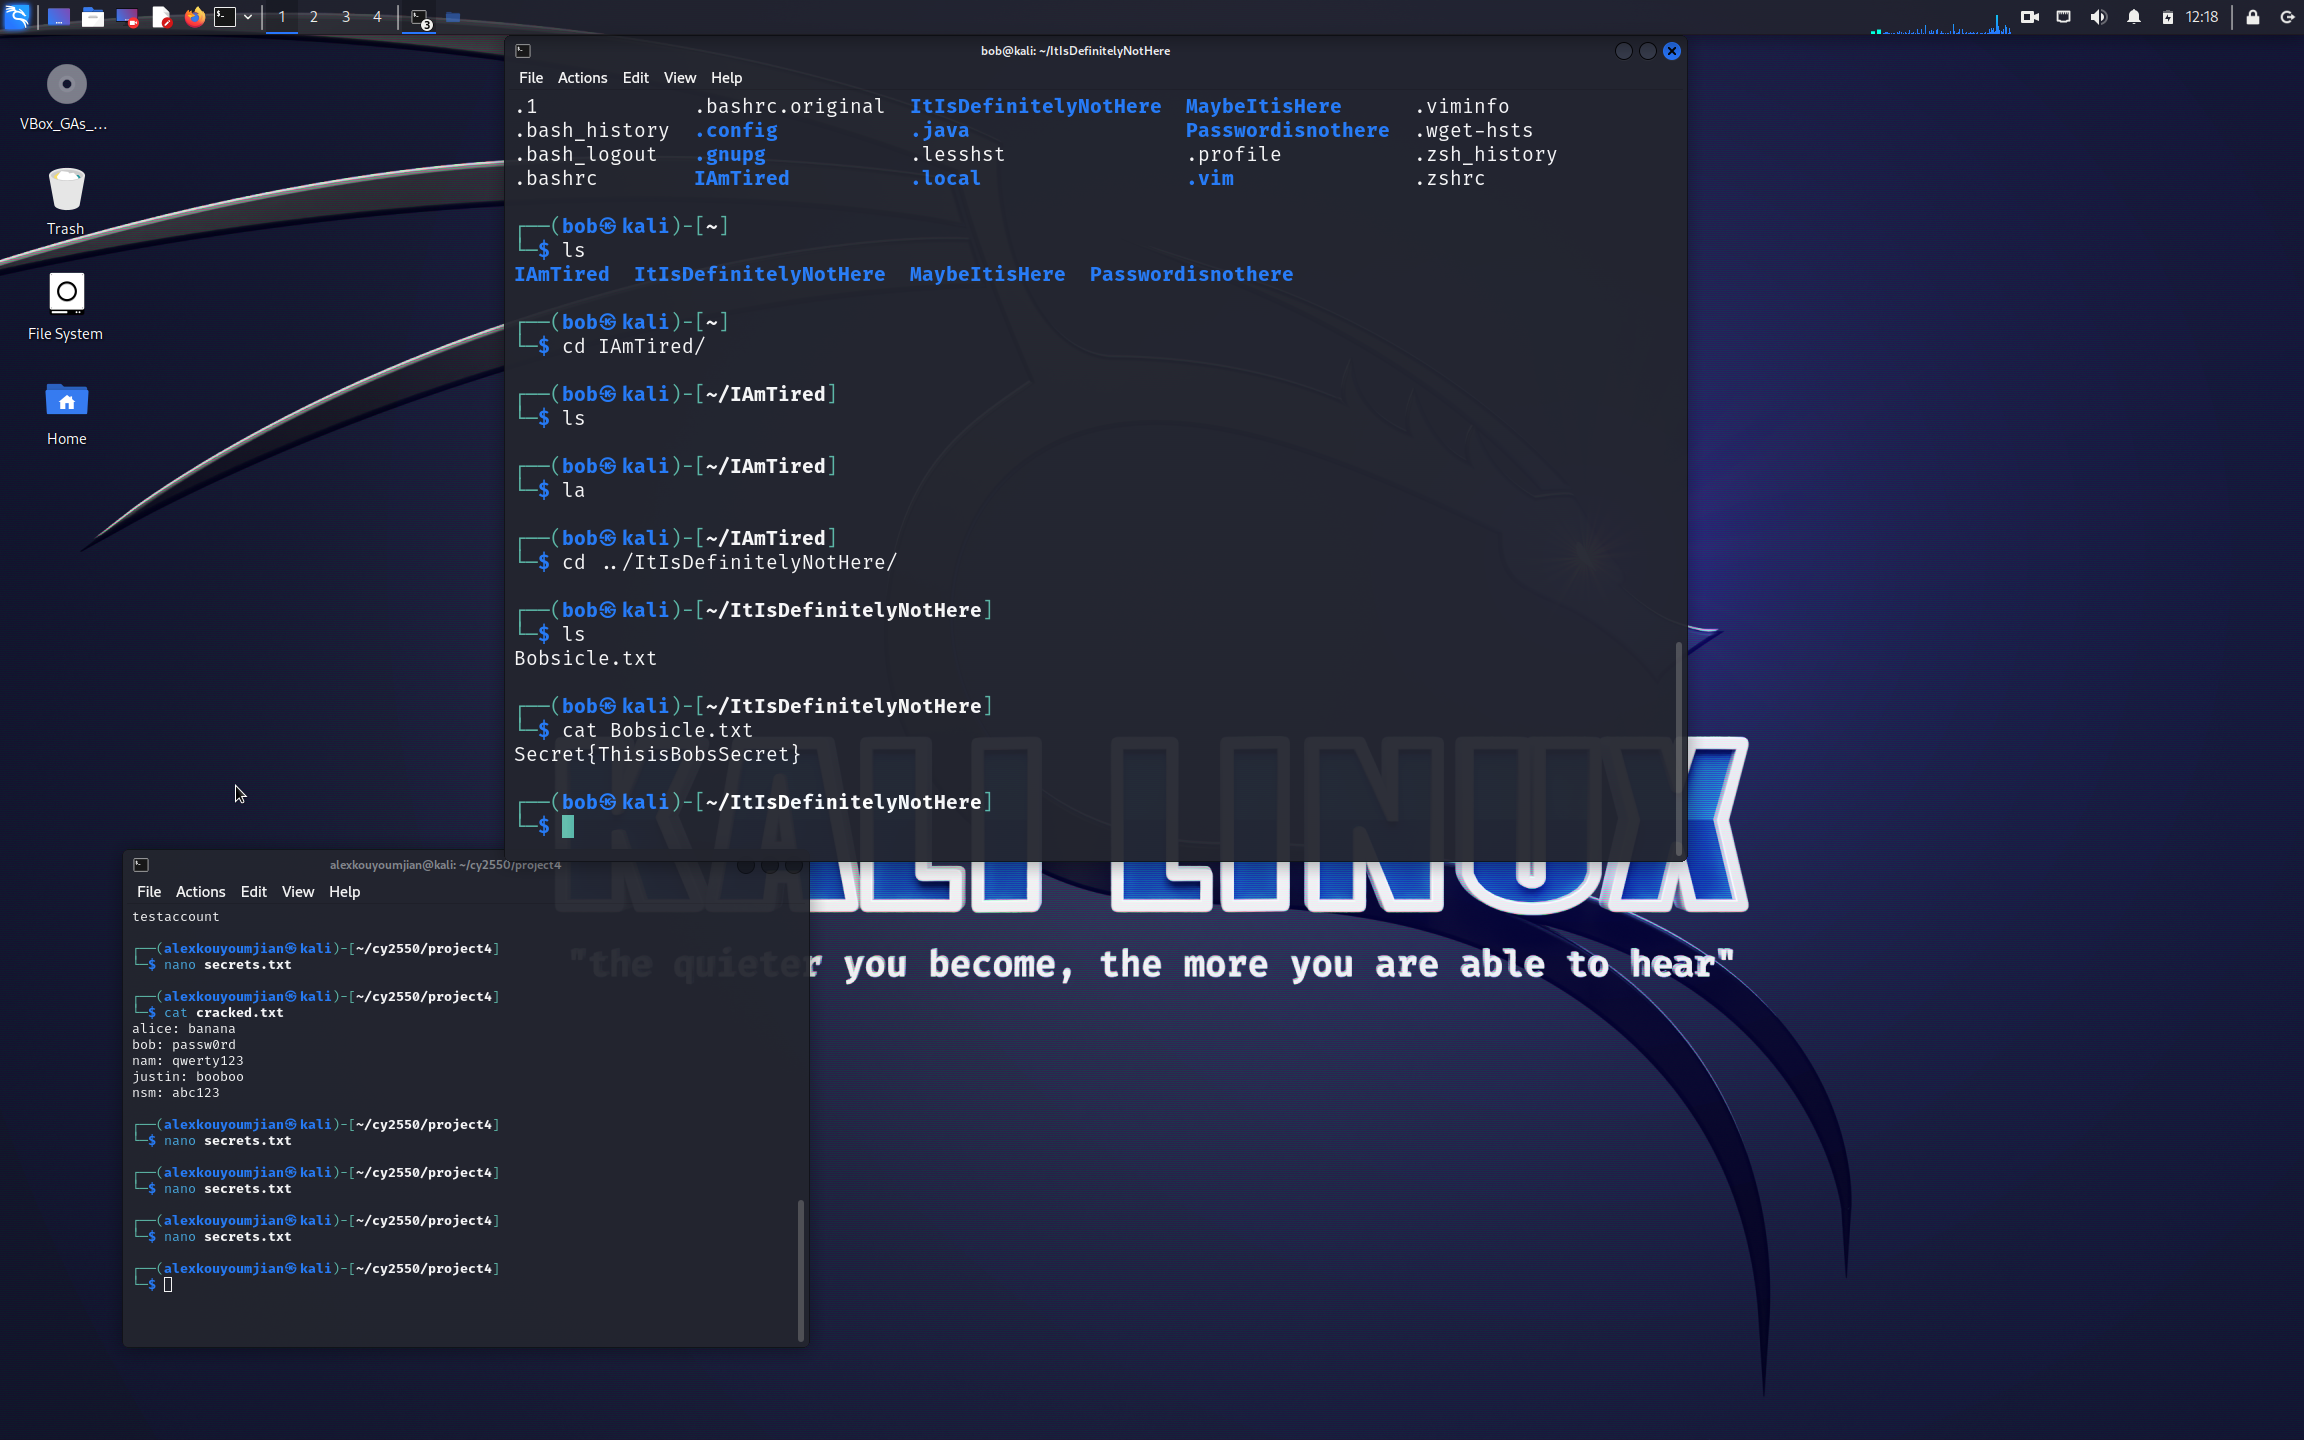 1 2 3 4 3 12:18
VBox_GAs_...
Trash
File System
Home
bob@kali: ~/ItIsDefinitelyNotHere
File Actions Edit View Help
.1 .bashrc.original ItIsDefinitelyNotHere MaybeItisHere .viminfo
.bash_history .config .java Passwordisnothere .wget-hsts
.bash_logout .gnupg .lesshst .profile .zsh_history
.bashrc IAmTired .local .vim .zshrc
┌──(bob㉿kali)-[~]
└─$ ls
IAmTired ItIsDefinitelyNotHere MaybeItisHere Passwordisnothere
┌──(bob㉿kali)-[~]
└─$ cd IAmTired/
┌──(bob㉿kali)-[~/IAmTired]
└─$ ls
┌──(bob㉿kali)-[~/IAmTired]
└─$ la
┌──(bob㉿kali)-[~/IAmTired]
└─$ cd ../ItIsDefinitelyNotHere/
┌──(bob㉿kali)-[~/ItIsDefinitelyNotHere]
└─$ ls
Bobsicle.txt
┌──(bob㉿kali)-[~/ItIsDefinitelyNotHere]
└─$ cat Bobsicle.txt
Secret{ThisisBobsSecret}
┌──(bob㉿kali)-[~/ItIsDefinitelyNotHere]
└─$
alexkouyoumjian@kali: ~/cy2550/project4
File Actions Edit View Help
testaccount
┌──(alexkouyoumjian㉿kali)-[~/cy2550/project4]
└─$ nano secrets.txt
┌──(alexkouyoumjian㉿kali)-[~/cy2550/project4]
└─$ cat cracked.txt
alice: banana
bob: passw0rd
nam: qwerty123
justin: booboo
nsm: abc123
┌──(alexkouyoumjian㉿kali)-[~/cy2550/project4]
└─$ nano secrets.txt
┌──(alexkouyoumjian㉿kali)-[~/cy2550/project4]
└─$ nano secrets.txt
┌──(alexkouyoumjian㉿kali)-[~/cy2550/project4]
└─$ nano secrets.txt
┌──(alexkouyoumjian㉿kali)-[~/cy2550/project4]
└─$
KALI LINUX
"the quieter you become, the more you are able to hear"